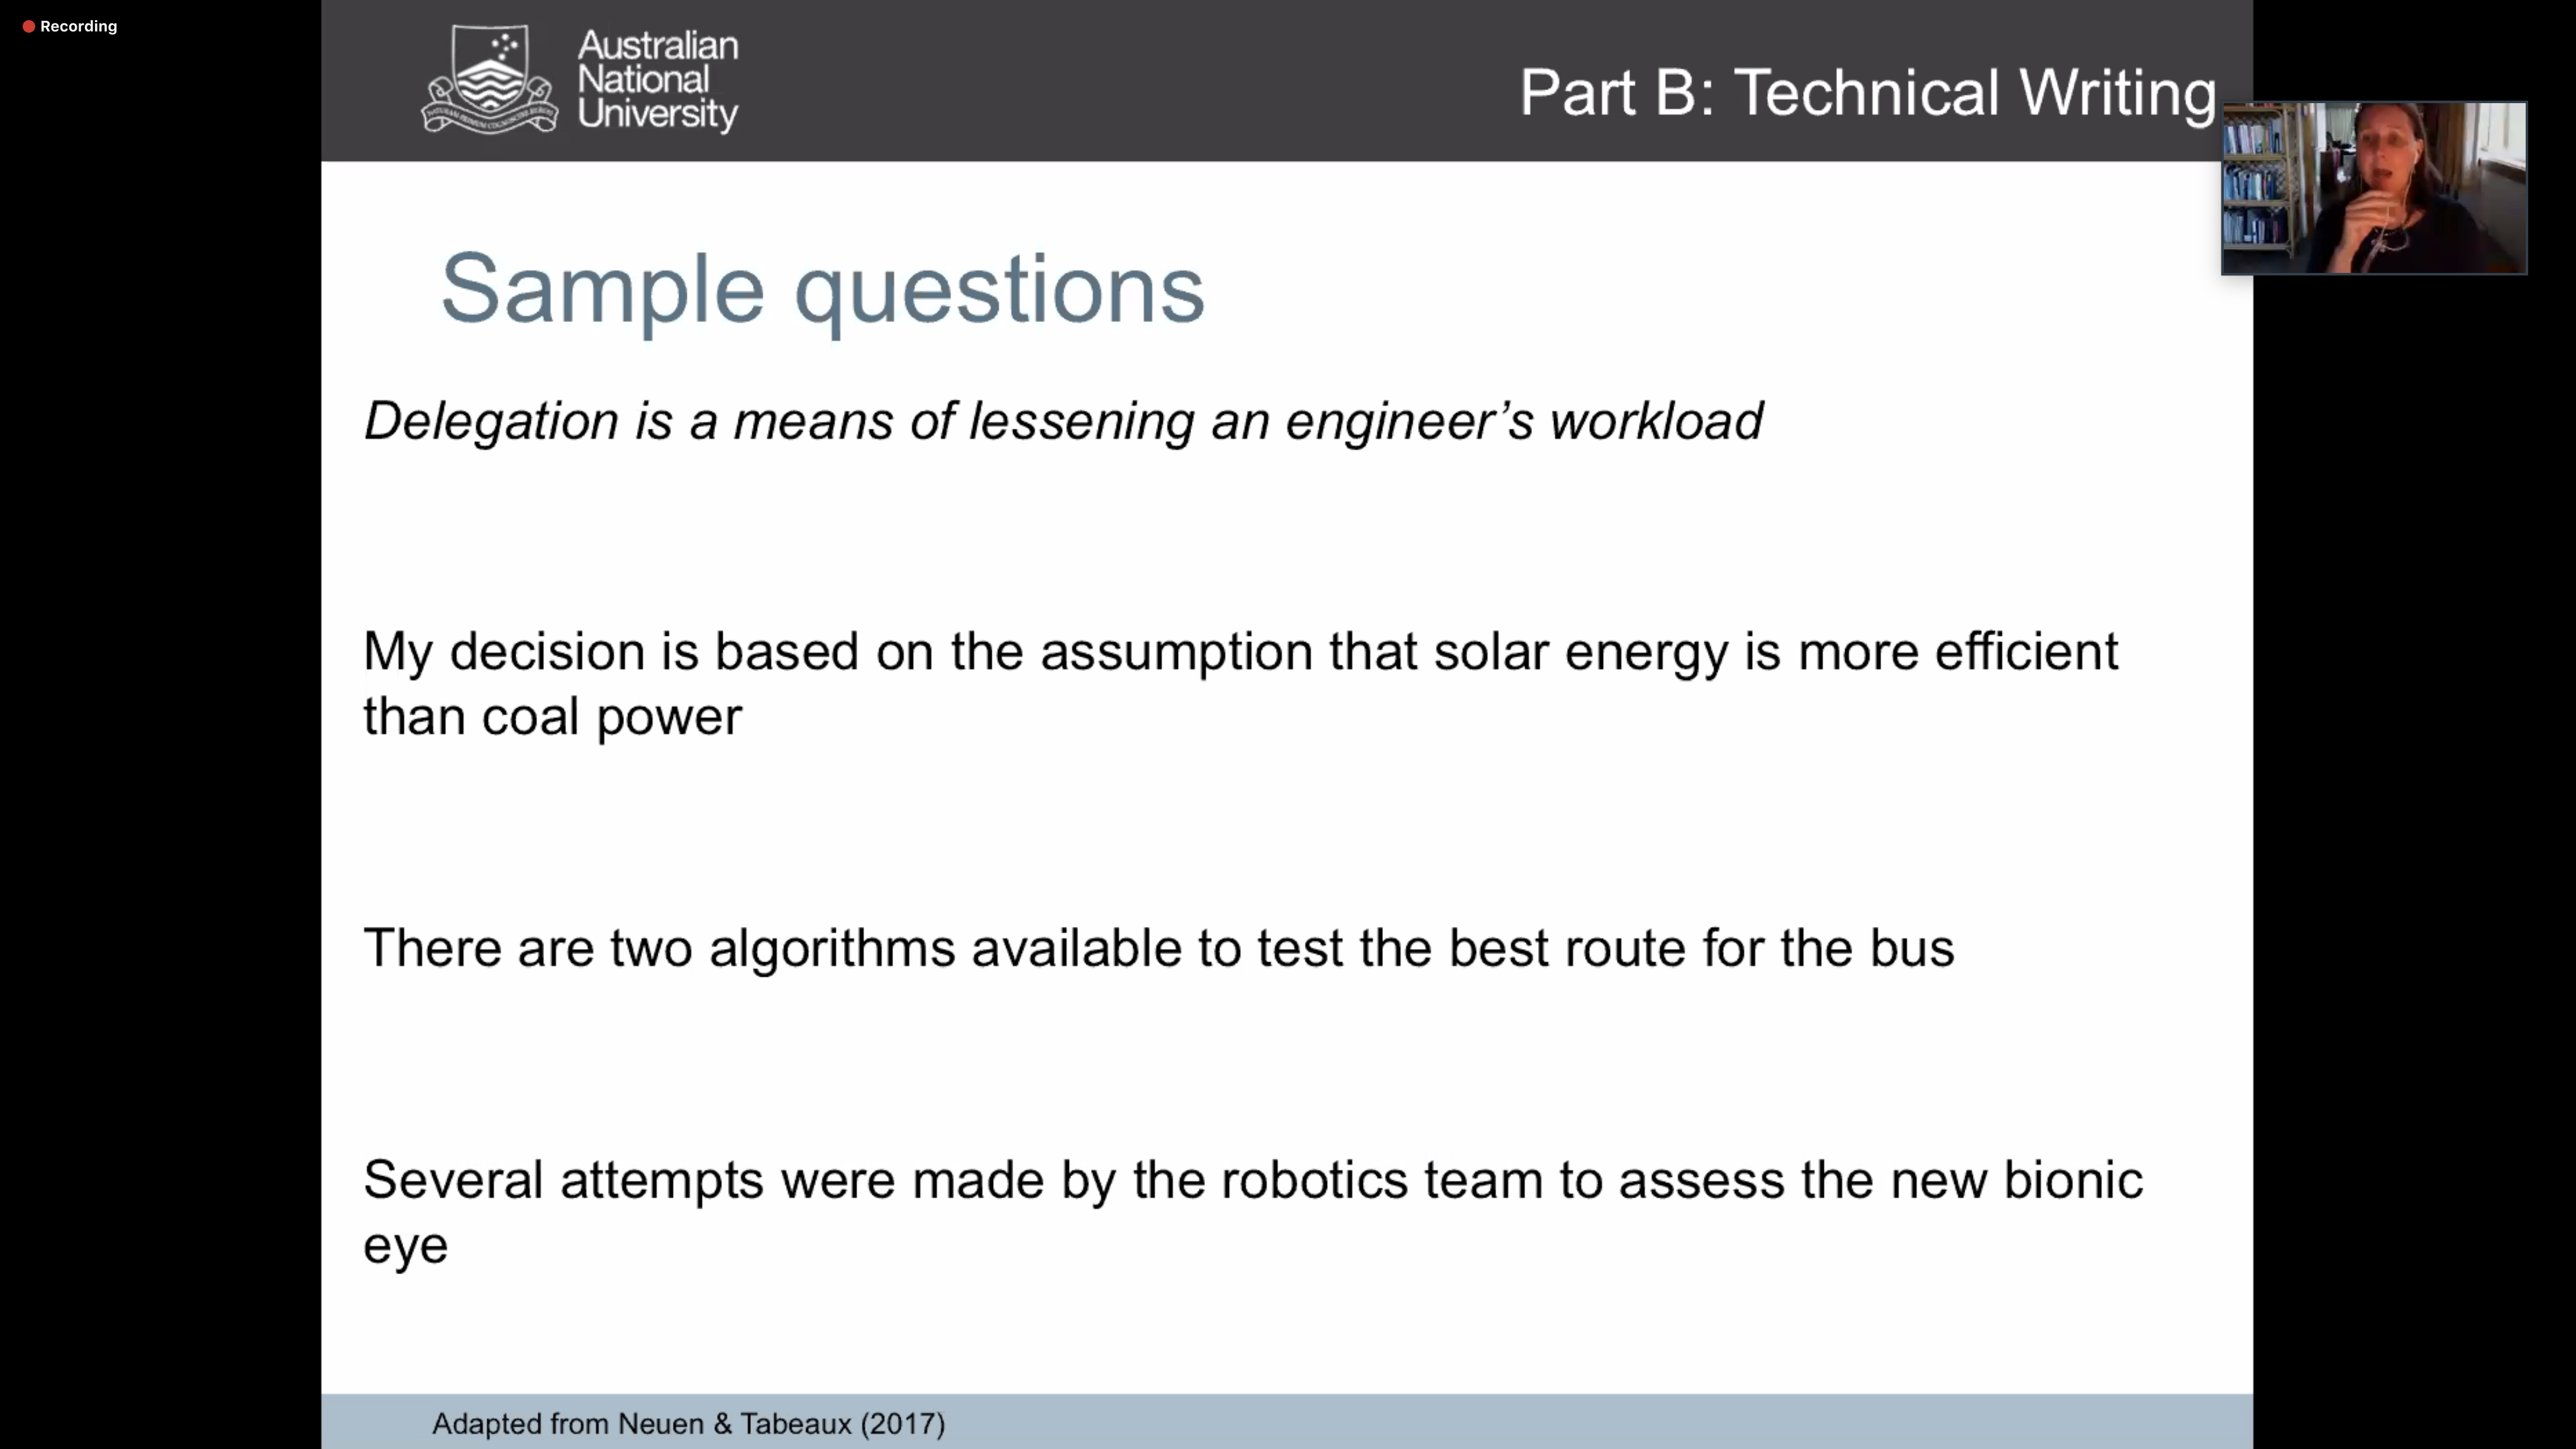 Recording
Australian
National
University
Part B: Technical Writing
Sample questions
Delegation is a means of lessening an engineer’s workload
My decision is based on the assumption that solar energy is more efficient
than coal power
There are two algorithms available to test the best route for the bus
Several attempts were made by the robotics team to assess the new bionic
eye
Adapted from Neuen & Tabeaux (2017)